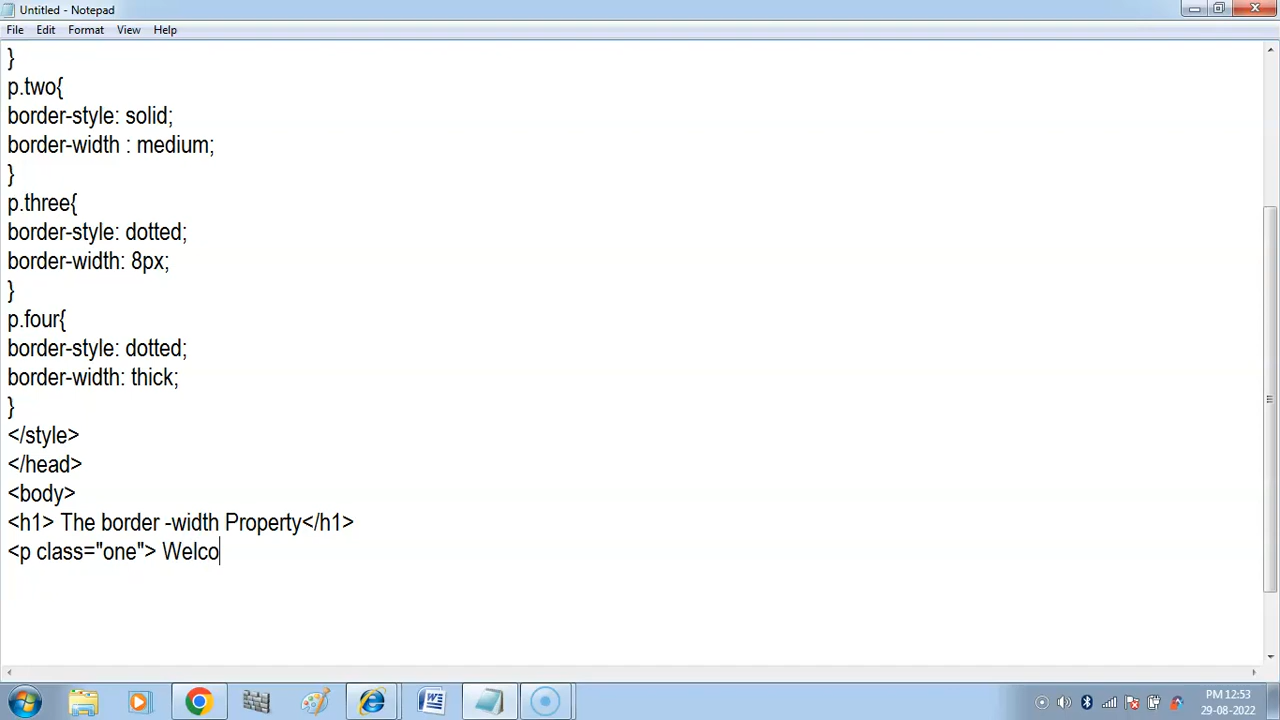 Untitled - Notepad
File Edit Format View Help
}
p.two{
border-style: solid;
border-width : medium;
}
p.three{
border-style: dotted;
border-width: 8px;
}
p.four{
border-style: dotted;
border-width: thick;
}
</style>
</head>
<body>
<h1> The border -width Property</h1>
<p class="one"> Welco
PM 12:53
29-08-2022